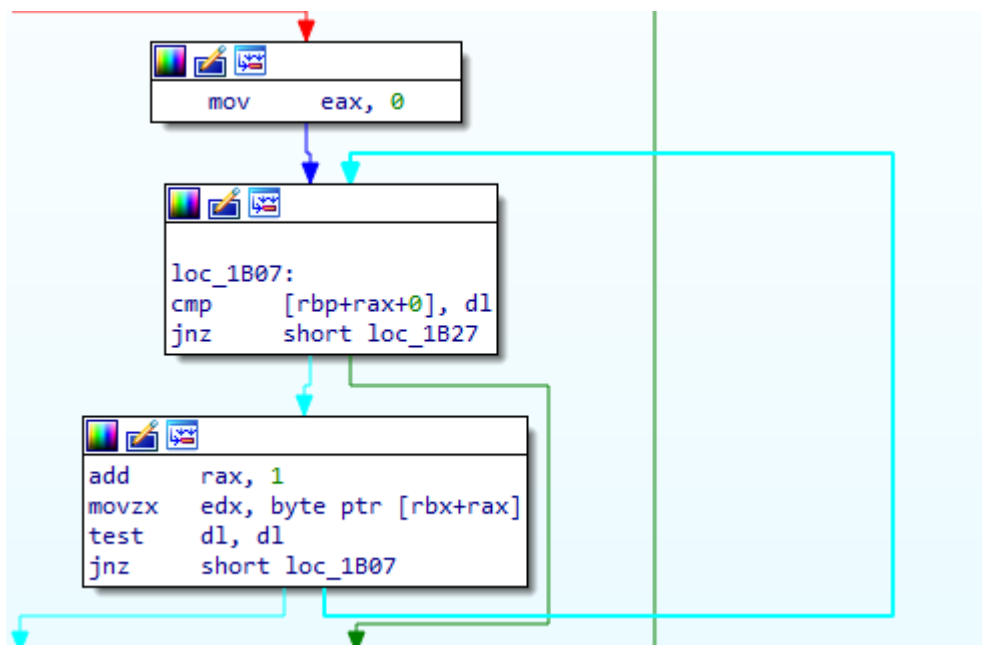 mov eax, 0
loc_1B07:
cmp [rbp+rax+0], dl
jnz short loc_1B27
add rax, 1
movzx edx, byte ptr [rbx+rax]
test dl, dl
jnz short loc_1B07